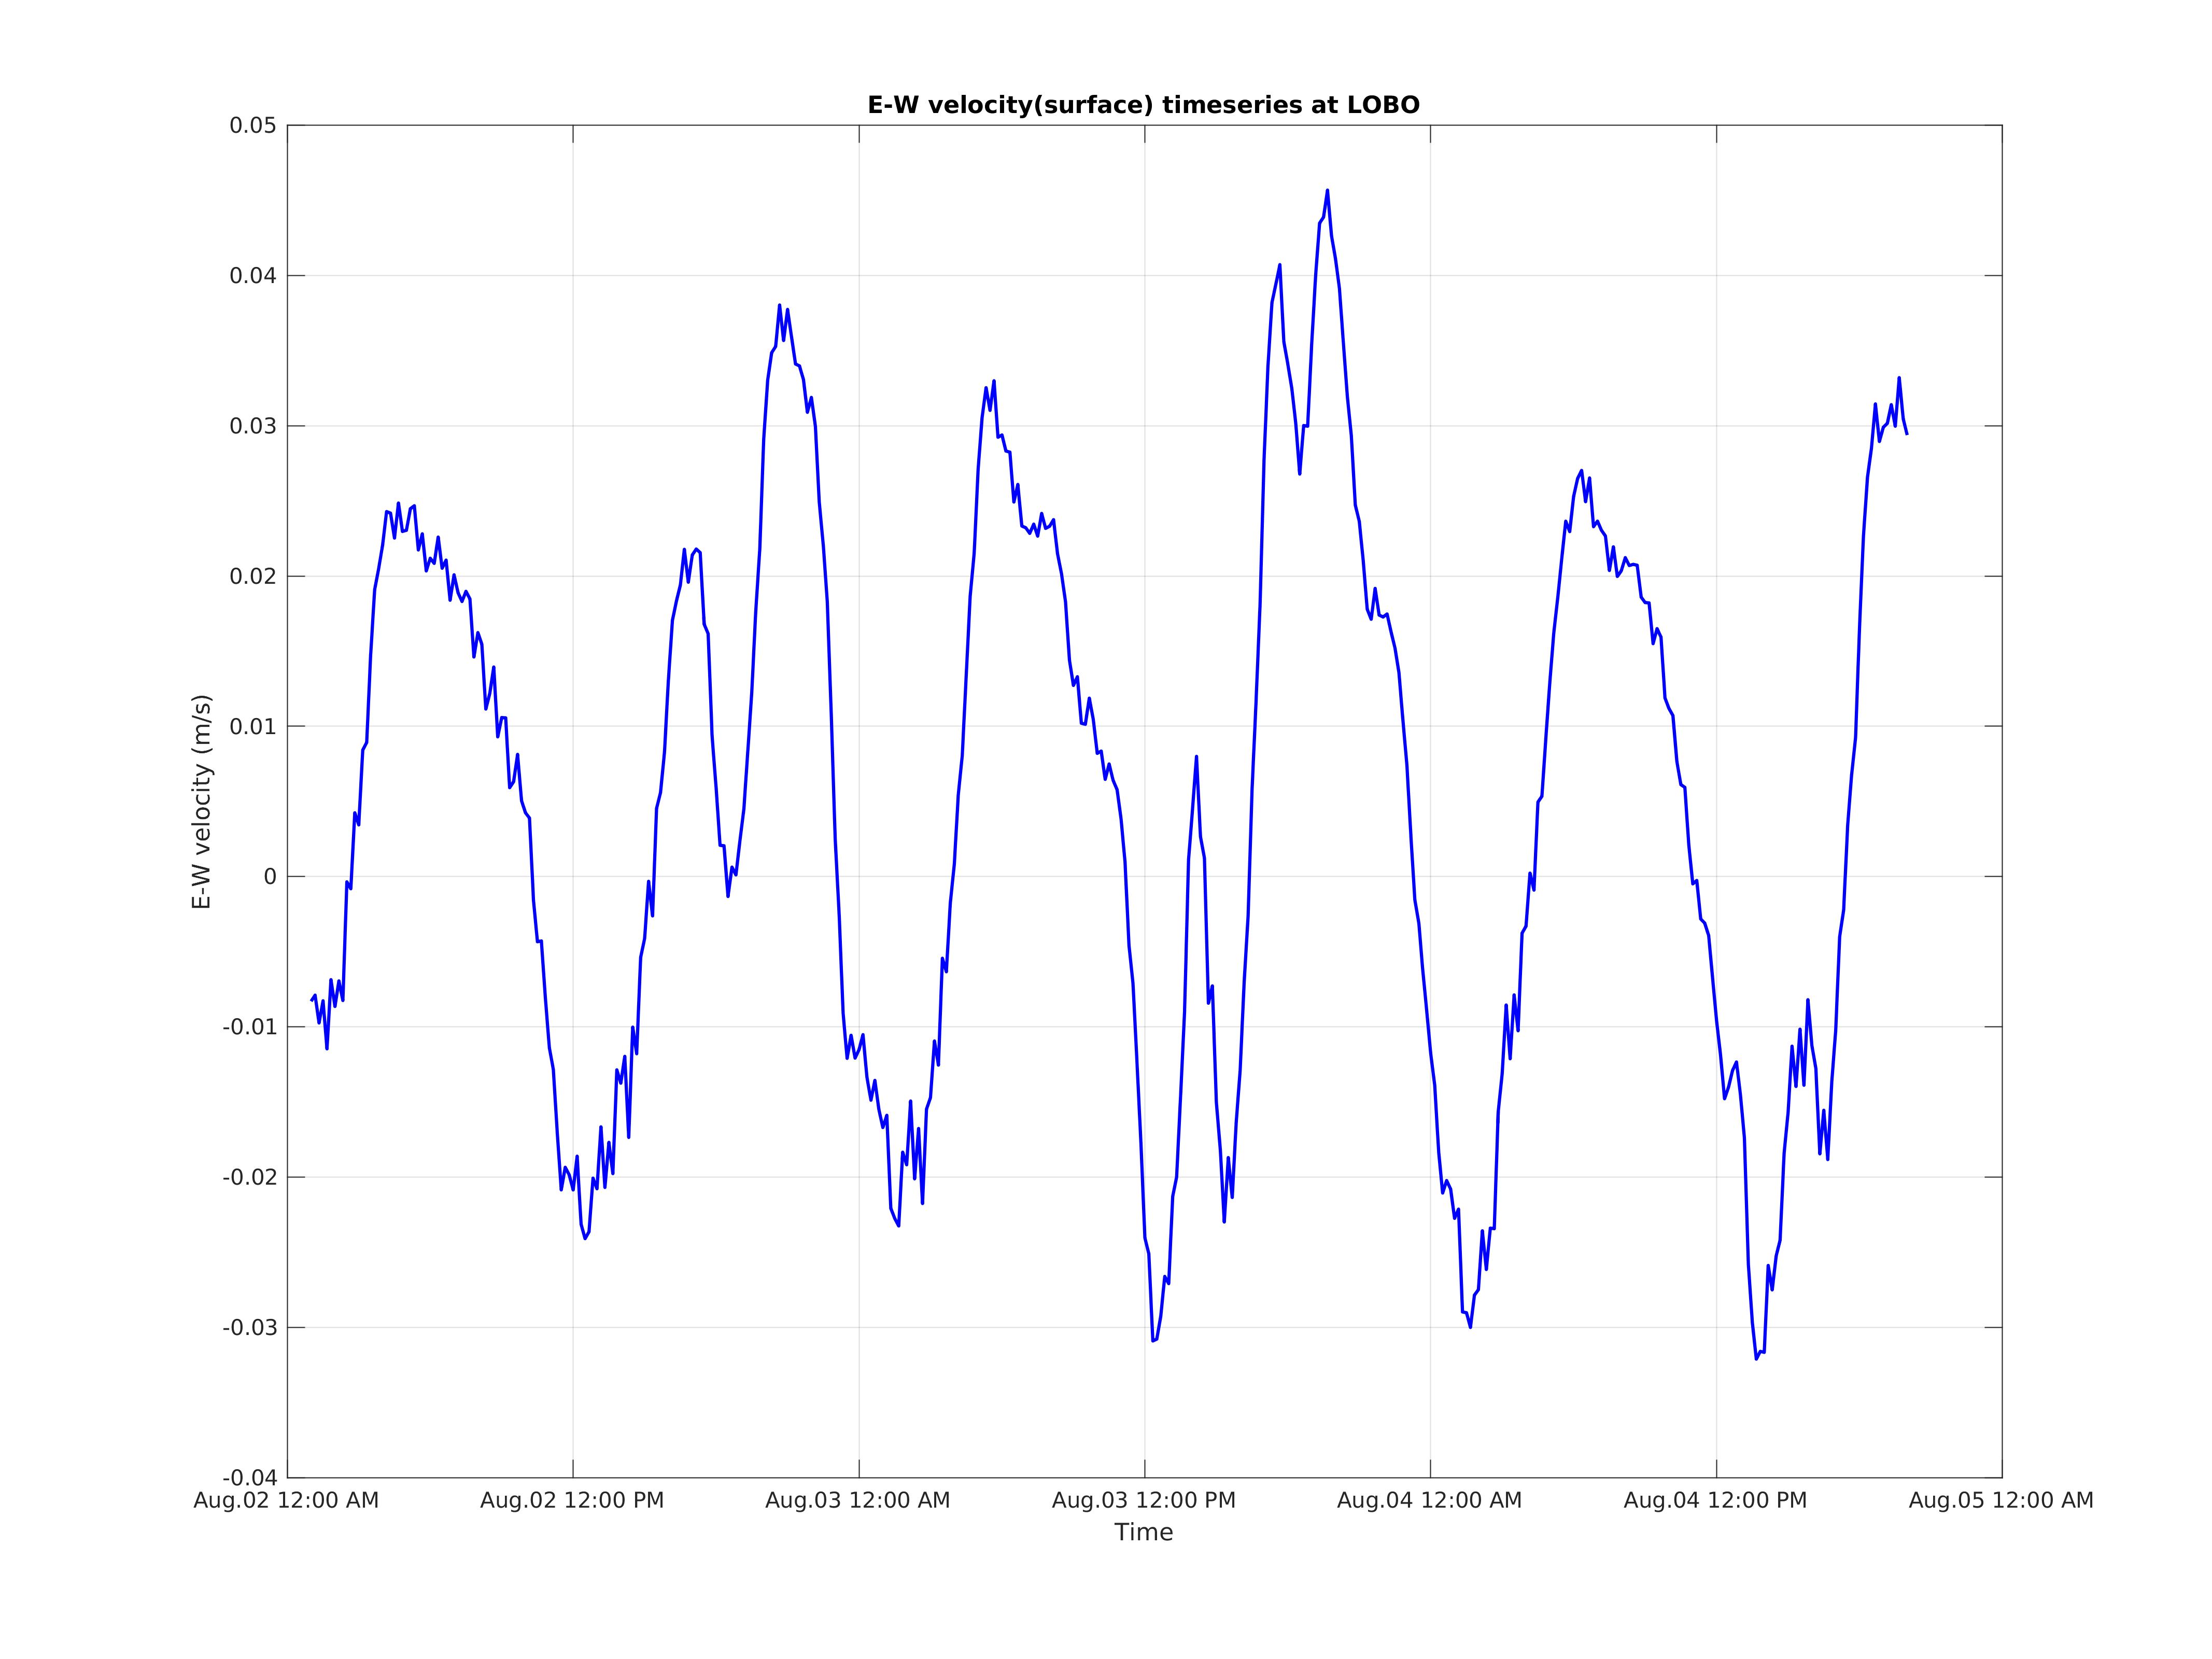 E-W velocity(surface) timeseries at LOBO
0.05
0.04
0.03
0.02
0.01
0
-0.01
-0.02
-0.03
-0.04
E-W velocity (m/s)
Aug.02 12:00 AM
Aug.02 12:00 PM
Aug.03 12:00 AM
Aug.03 12:00 PM
Aug.04 12:00 AM
Aug.04 12:00 PM
Aug.05 12:00 AM
Time